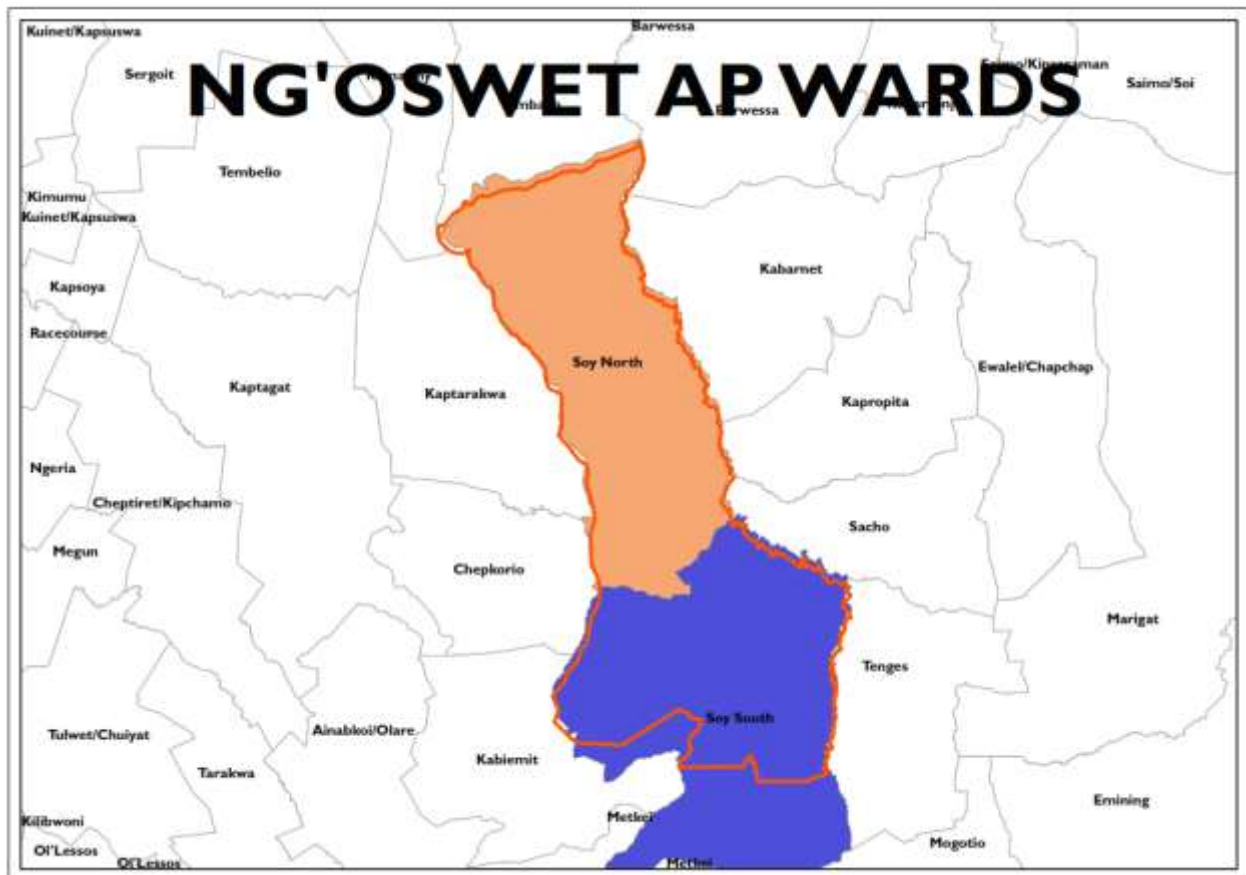 Kuinet/Kapsuswa
Barwessa
Sergoit
Saimo/Soi
NG'OSWET AP WARDS
Barwessa
Tembelio
Kimumu
Kuinet/Kapsuswa
Kabarnet
Kapsoya
Racecourse
Soy North
Kaptagat
Kaptarakwa
Ewalel/Chapchap
Kapropita
Ngeria
Cheptiret/Kipchamo
Sacho
Megun
Chepkorio
Marigat
Tenges
Soy South
Tulwet/Chuiyat
Ainabkoi/Olare
Kabiemit
Tarakwa
Emining
Metkei
Kilibwoni
Mogotio
Ol'Lessos
Ol'Lessos
Metkei